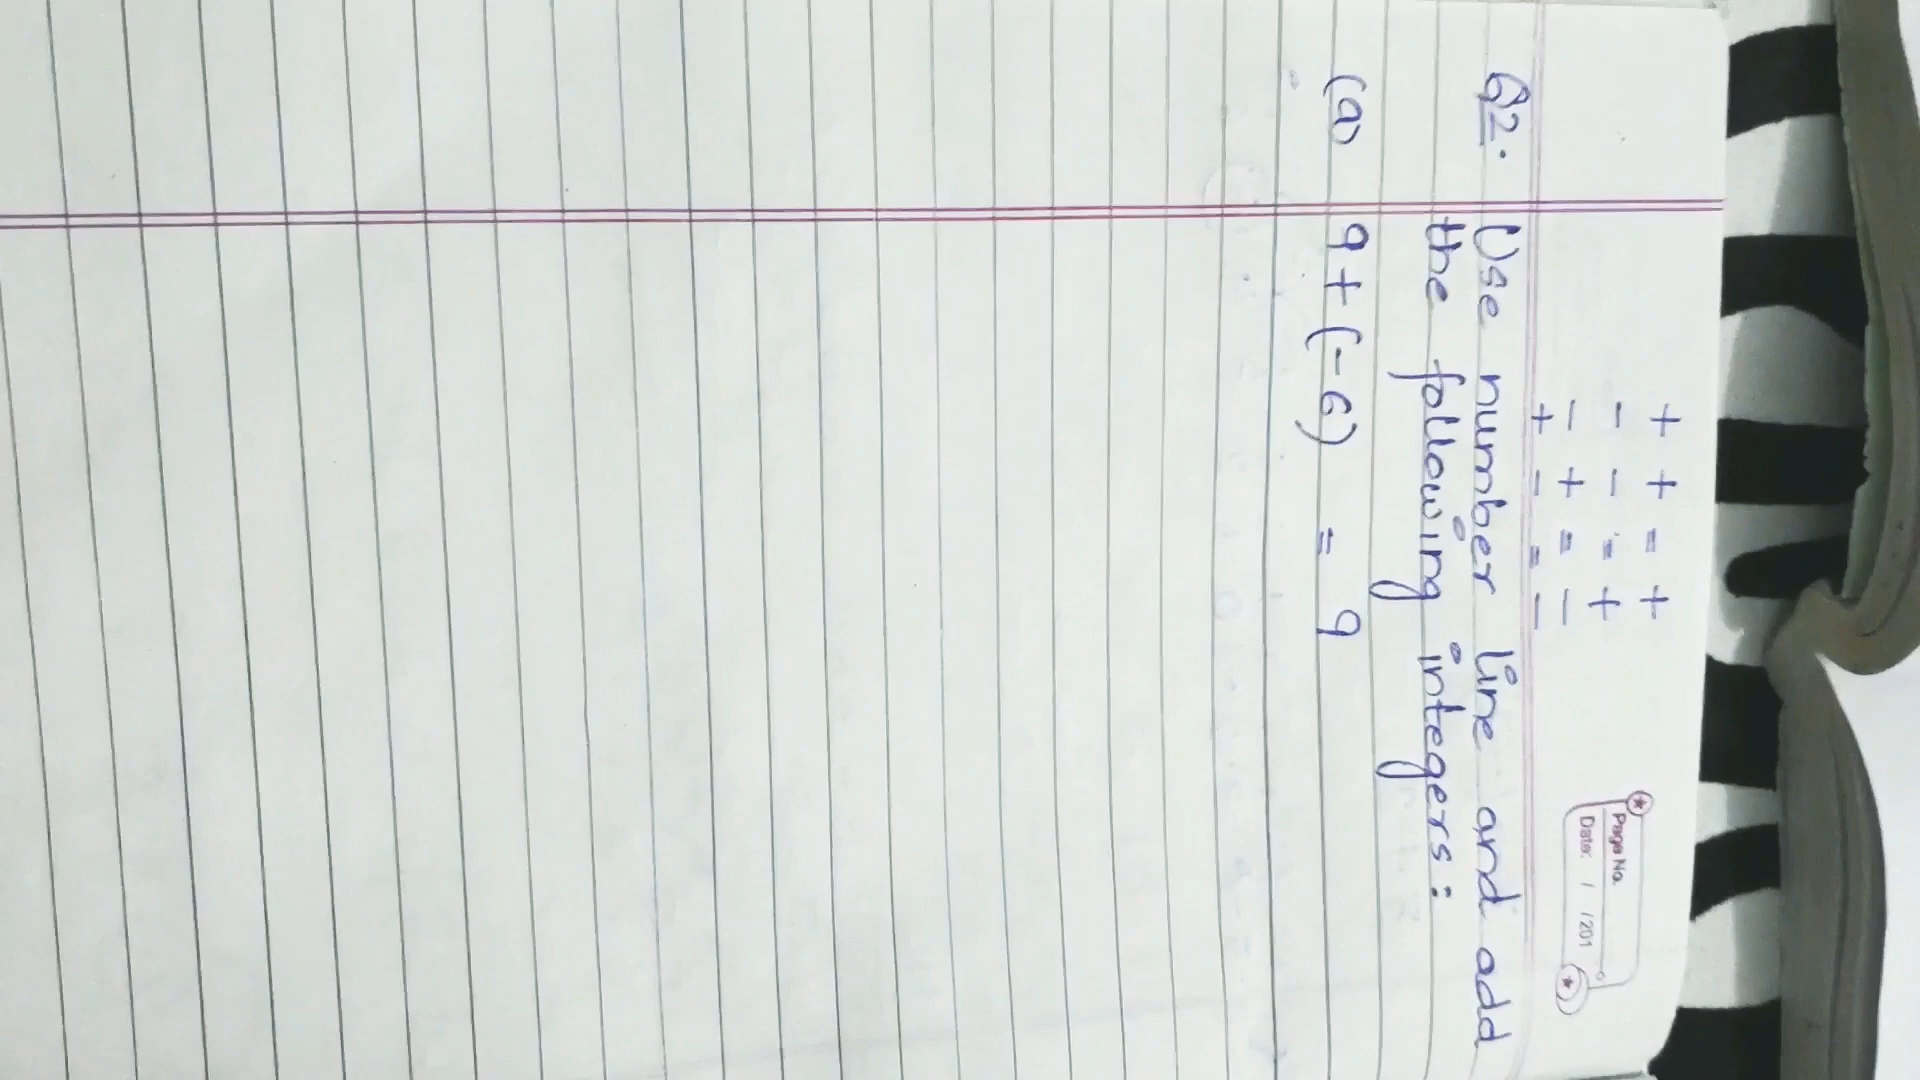 + + = +
- - = +
- + = -
+ - = -
Page No.
Date: / /201
Q2. Use number line and add
the following integers:
(a) 9 + (-6) = 9